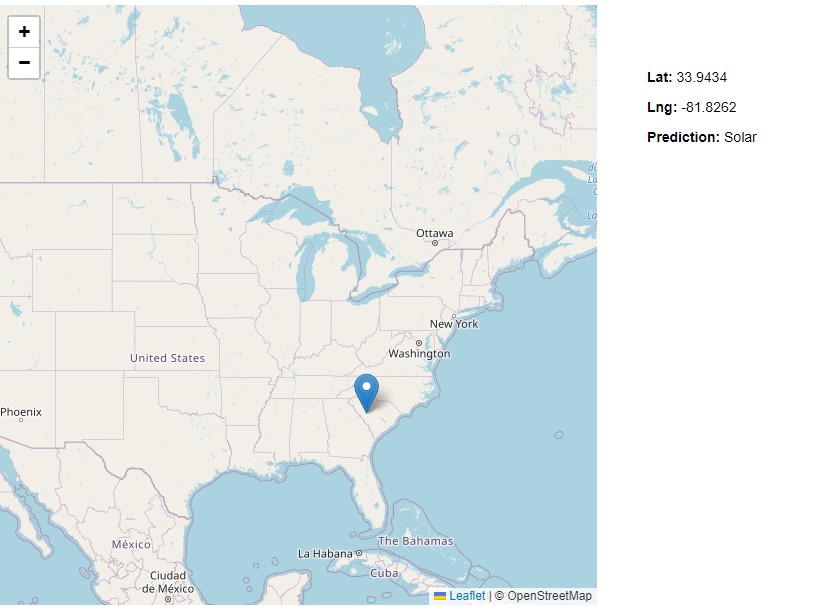 +
−
Lat: 33.9434
Lng: -81.8262
Prediction: Solar
Ottawa
New York
Washington
United States
Phoenix
México
La Habana
The Bahamas
Ciudad
de México
Cuba
Leaflet | © OpenStreetMap